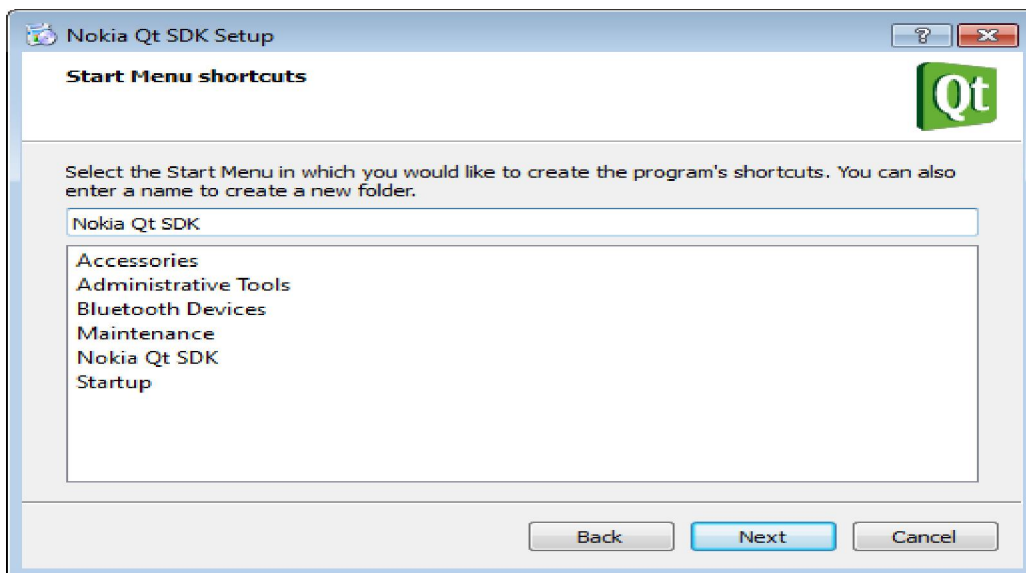 Nokia Qt SDK Setup
?
Start Menu shortcuts
Qt
Select the Start Menu in which you would like to create the program's shortcuts. You can also
enter a name to create a new folder.
Nokia Qt SDK
Accessories
Administrative Tools
Bluetooth Devices
Maintenance
Nokia Qt SDK
Startup
Back
Next
Cancel